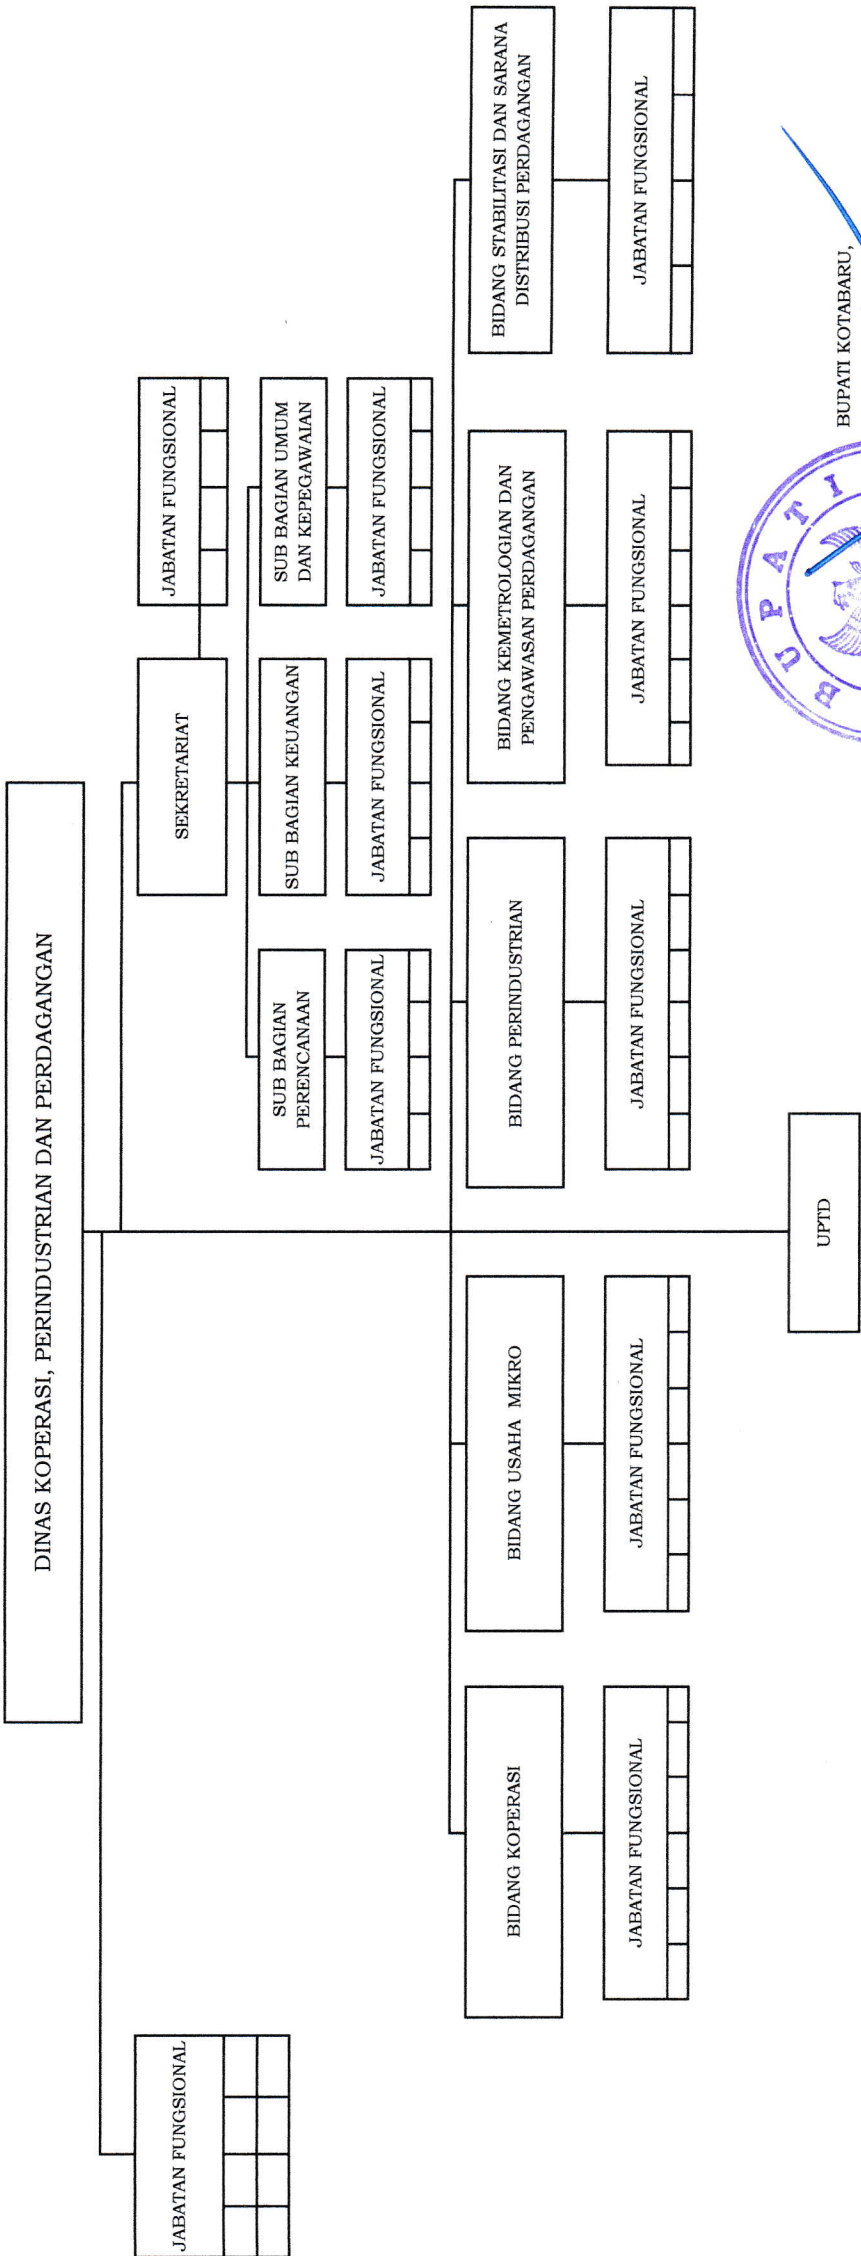 DINAS KOPERASI, PERINDUSTRIAN DAN PERDAGANGAN
JABATAN FUNGSIONAL
SEKRETARIAT
JABATAN FUNGSIONAL
SUB BAGIAN
PERENCANAAN
SUB BAGIAN KEUANGAN
SUB BAGIAN UMUM
DAN KEPEGAWAIAN
JABATAN FUNGSIONAL
JABATAN FUNGSIONAL
JABATAN FUNGSIONAL
BIDANG KOPERASI
BIDANG USAHA MIKRO
BIDANG PERINDUSTRIAN
BIDANG KEMETROLOGIAN DAN
PENGAWASAN PERDAGANGAN
BIDANG STABILITASI DAN SARANA
DISTRIBUSI PERDAGANGAN
JABATAN FUNGSIONAL
JABATAN FUNGSIONAL
JABATAN FUNGSIONAL
JABATAN FUNGSIONAL
JABATAN FUNGSIONAL
UPTD
BUPATI KOTABARU,
BUPATI